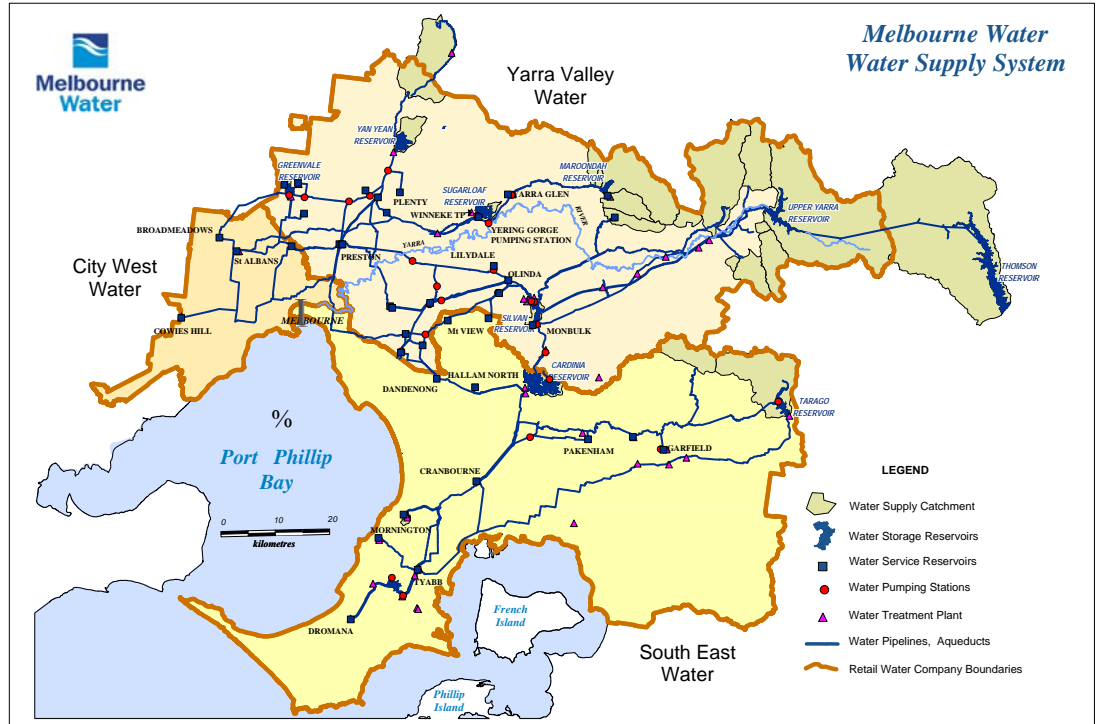 Melbourne
Water
Melbourne Water
Water Supply System
Yarra Valley
Water
YAN YEAN
RESERVOIR
GREENVALE
RESERVOIR
MAROONDAH
RESERVOIR
SUGARLOAF
RESERVOIR
YARRA GLEN
PLENTY
WINNEKE TP
RIVER
UPPER YARRA
RESERVOIR
YERING GORGE
PUMPING STATION
BROADMEADOWS
YARRA
PRESTON
St ALBANS
LILYDALE
City West
Water
OLINDA
THOMSON
RESERVOIR
MELBOURNE
COWIES HILL
SILVAN
RESERVOIR
Mt VIEW
MONBULK
CARDINIA
RESERVOIR
HALLAM NORTH
DANDENONG
TARAGO
RESERVOIR
%
Port Phillip
Bay
PAKENHAM
GARFIELD
CRANBOURNE
0 10 20
kilometres
MORNINGTON
TYABB
DROMANA
French
Island
South East
Water
Phillip
Island
LEGEND
Water Supply Catchment
Water Storage Reservoirs
Water Service Reservoirs
Water Pumping Stations
Water Treatment Plant
Water Pipelines, Aqueducts
Retail Water Company Boundaries